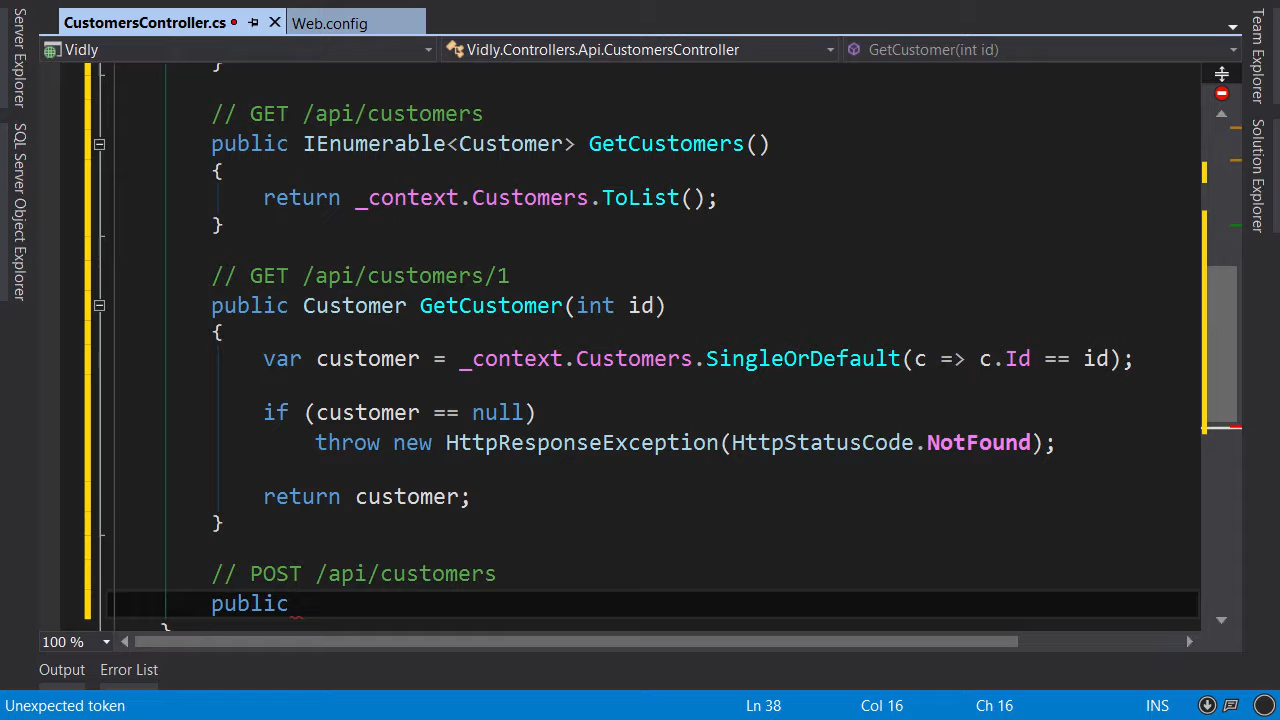 CustomersController.cs
Web.config
Vidly
Vidly.Controllers.Api.CustomersController
GetCustomer(int id)
Server Explorer
SQL Server Object Explorer
}
// GET /api/customers
public IEnumerable<Customer> GetCustomers()
{
return _context.Customers.ToList();
}
// GET /api/customers/1
public Customer GetCustomer(int id)
{
var customer = _context.Customers.SingleOrDefault(c => c.Id == id);
if (customer == null)
throw new HttpResponseException(HttpStatusCode.NotFound);
return customer;
}
// POST /api/customers
public
}
Team Explorer
Solution Explorer
100 %
Output
Error List
Unexpected token
Ln 38
Col 16
Ch 16
INS